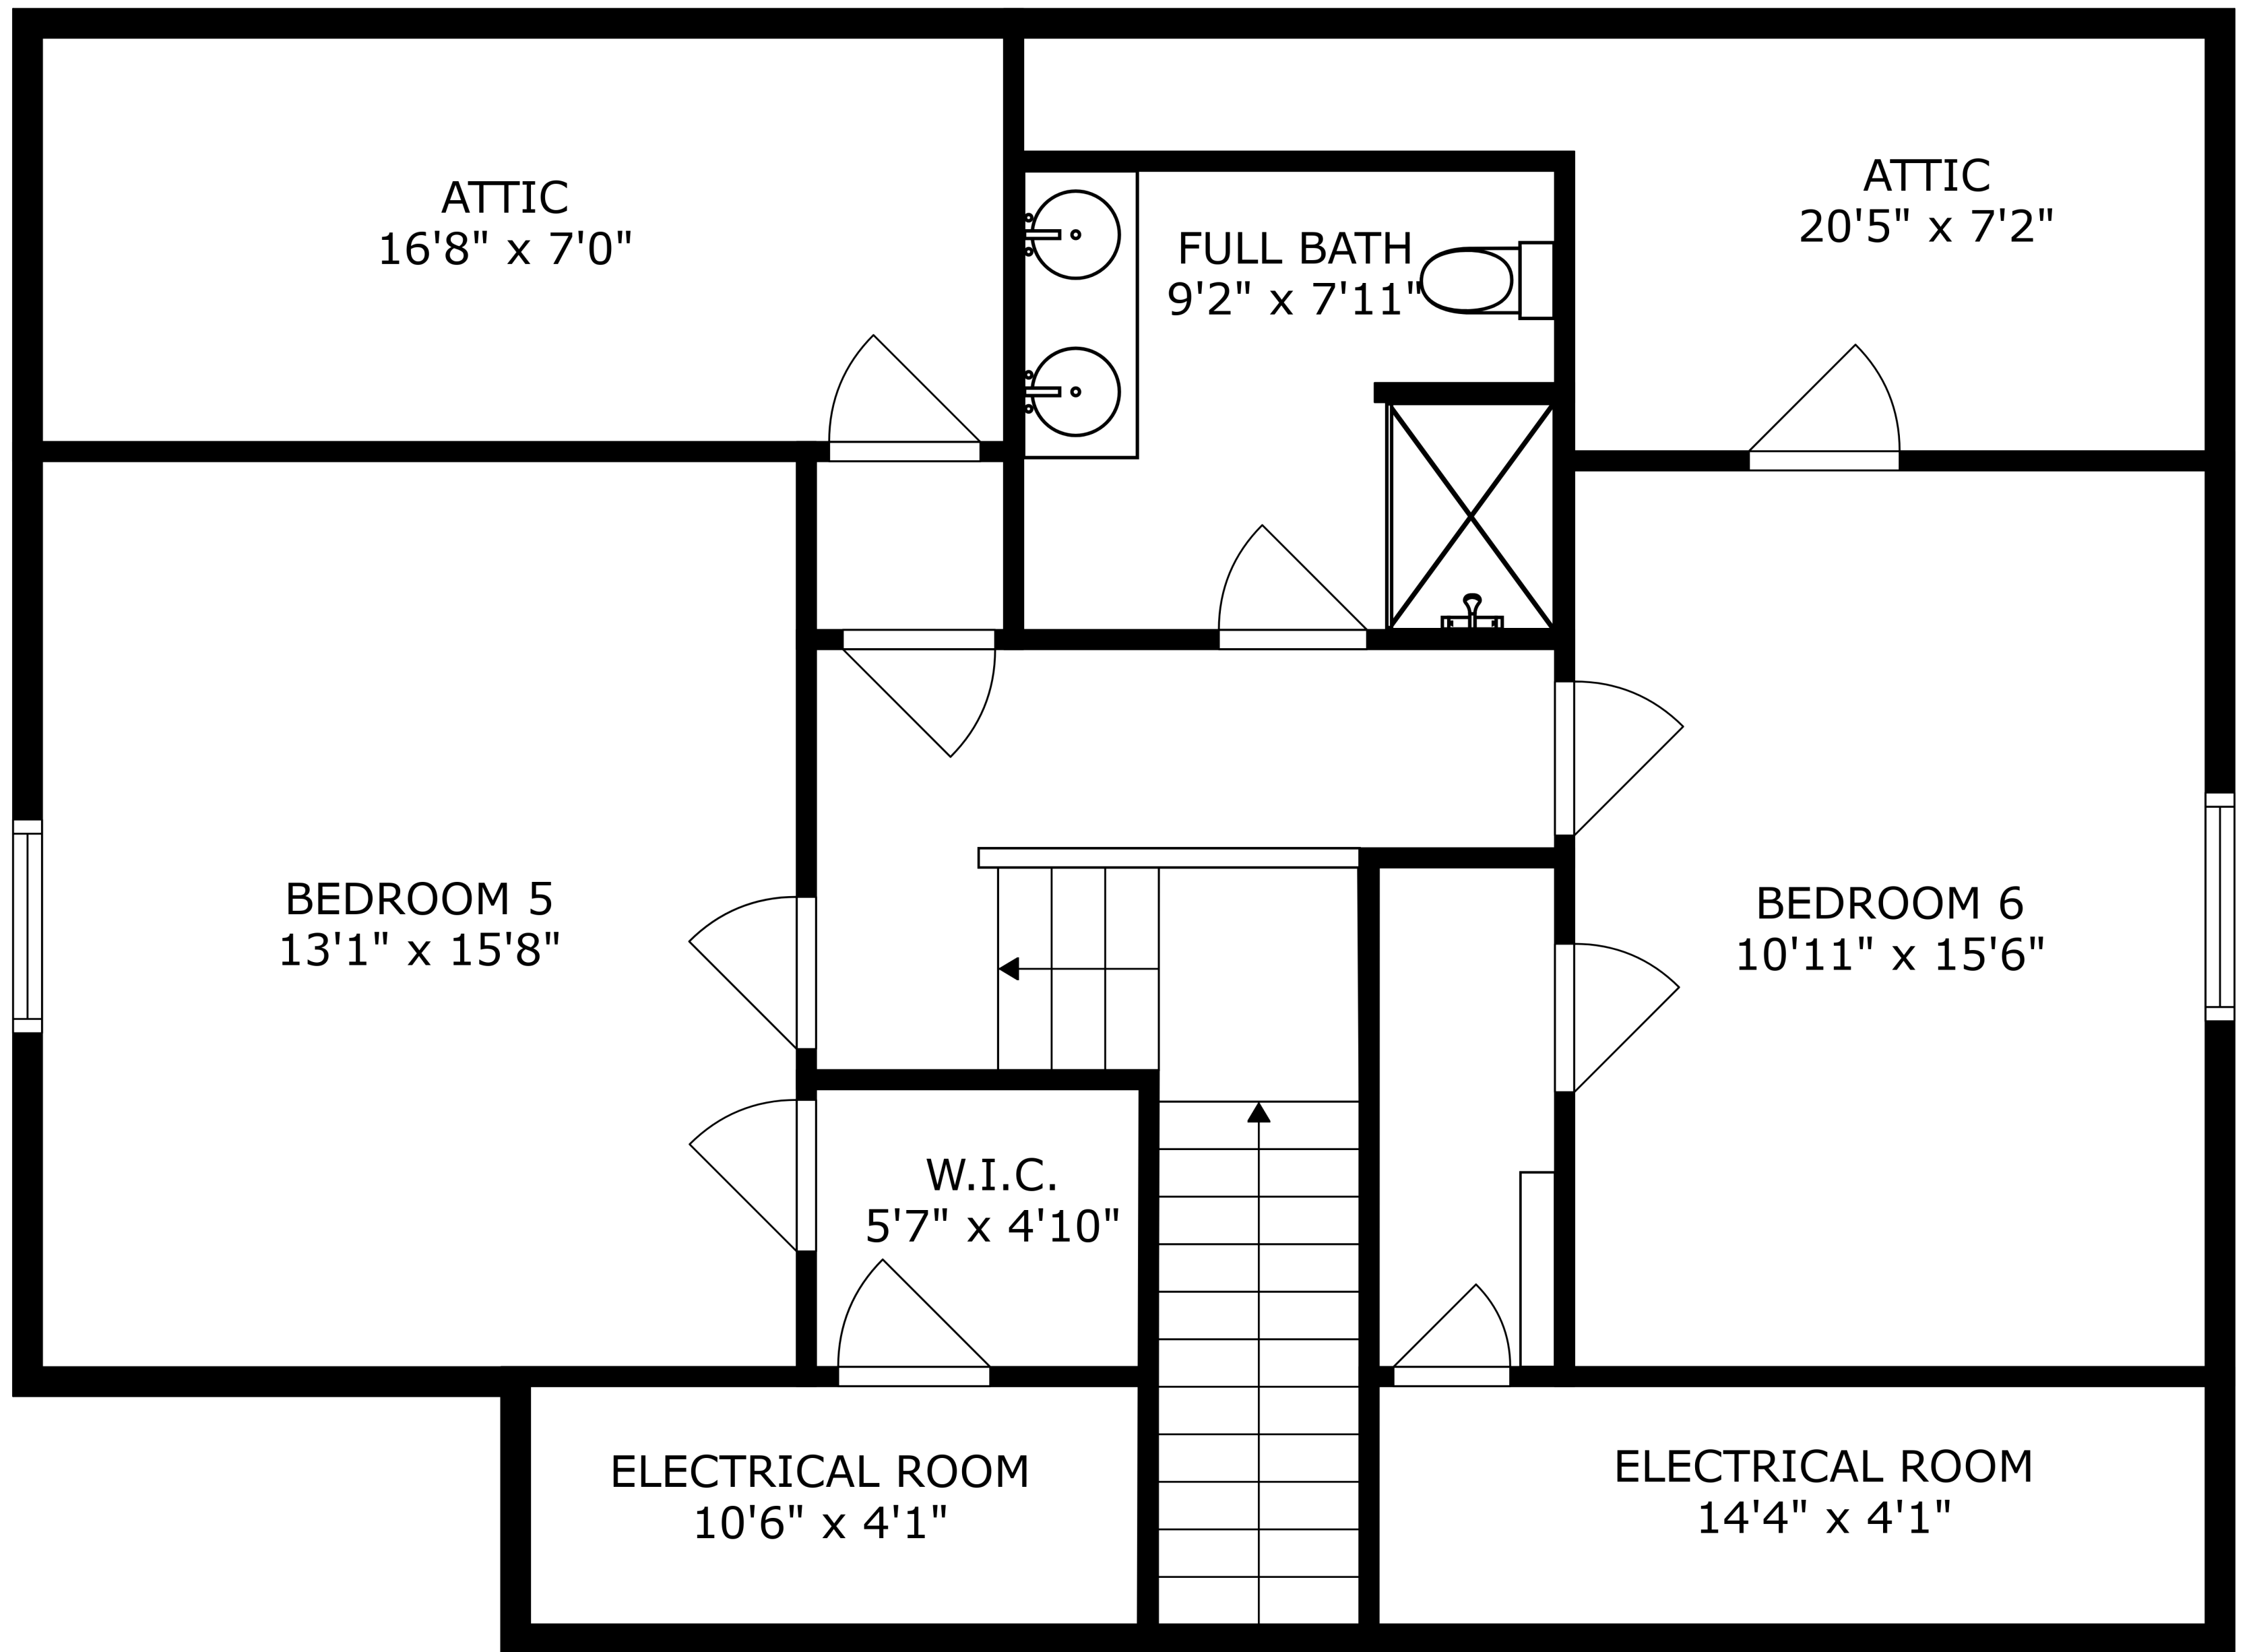 ATTIC
16'8" x 7'0"
ATTIC
20'5" x 7'2"
FULL BATH
9'2" x 7'11"
BEDROOM 5
13'1" x 15'8"
BEDROOM 6
10'11" x 15'6"
W.I.C.
5'7" x 4'10"
ELECTRICAL ROOM
10'6" x 4'1"
ELECTRICAL ROOM
14'4" x 4'1"